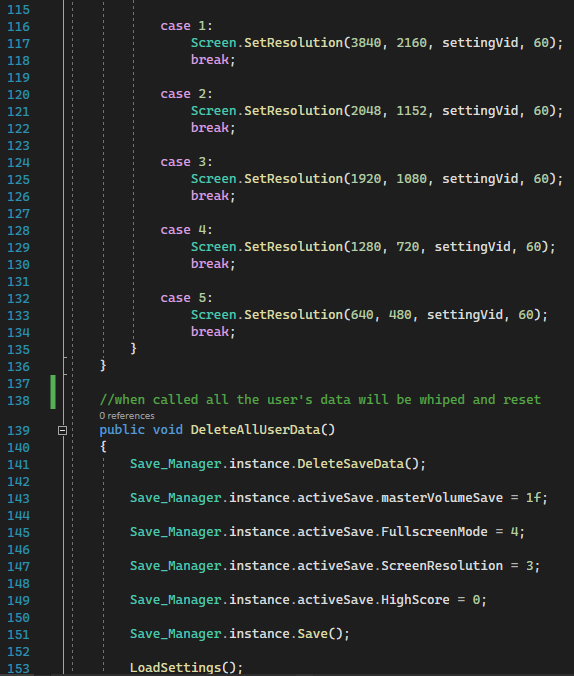 115
116 case 1:
117 Screen.SetResolution(3840, 2160, settingVid, 60);
118 break;
119
120 case 2:
121 Screen.SetResolution(2048, 1152, settingVid, 60);
122 break;
123
124 case 3:
125 Screen.SetResolution(1920, 1080, settingVid, 60);
126 break;
127
128 case 4:
129 Screen.SetResolution(1280, 720, settingVid, 60);
130 break;
131
132 case 5:
133 Screen.SetResolution(640, 480, settingVid, 60);
134 break;
135 }
136 }
137
138 //when called all the user's data will be whiped and reset
0 references
139 public void DeleteAllUserData()
140 {
141 Save_Manager.instance.DeleteSaveData();
142
143 Save_Manager.instance.activeSave.masterVolumeSave = 1f;
144
145 Save_Manager.instance.activeSave.FullscreenMode = 4;
146
147 Save_Manager.instance.activeSave.ScreenResolution = 3;
148
149 Save_Manager.instance.activeSave.HighScore = 0;
150
151 Save_Manager.instance.Save();
152
153 LoadSettings();